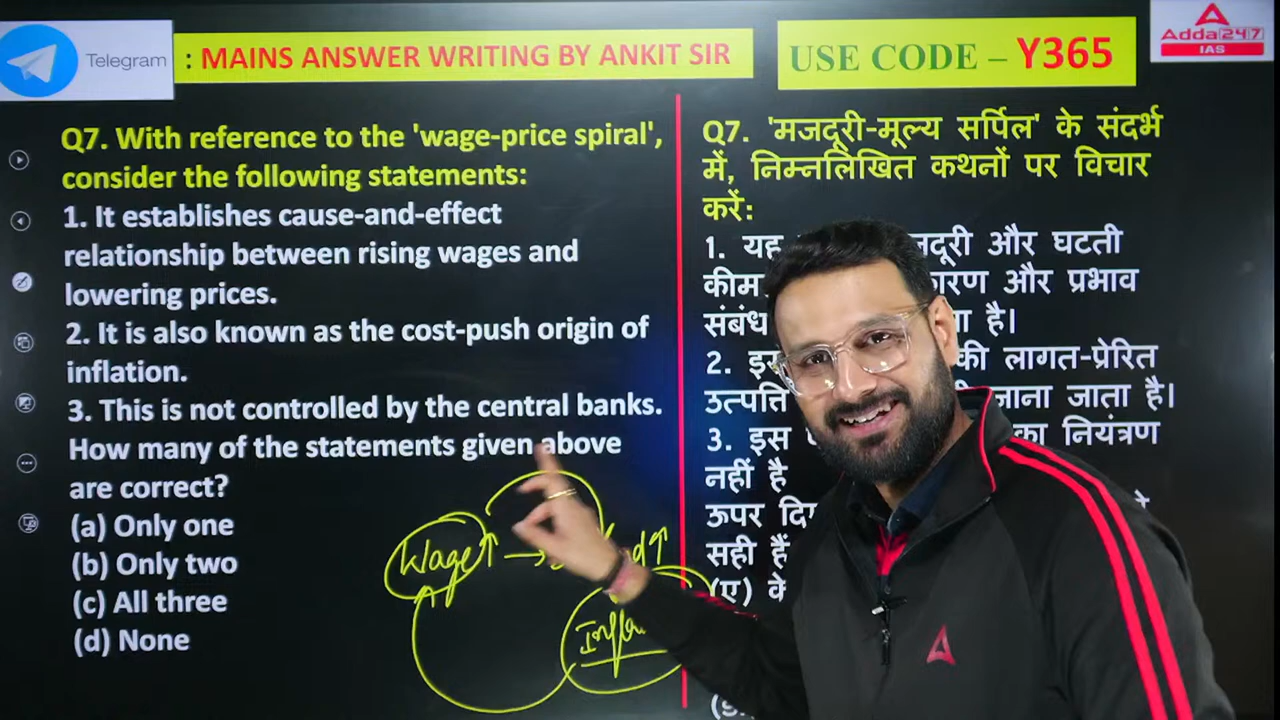 Telegram
: MAINS ANSWER WRITING BY ANKIT SIR
USE CODE – Y365
Adda247
IAS
Q7. With reference to the 'wage-price spiral',
consider the following statements:
1. It establishes cause-and-effect
relationship between rising wages and
lowering prices.
2. It is also known as the cost-push origin of
inflation.
3. This is not controlled by the central banks.
How many of the statements given above
are correct?
(a) Only one
(b) Only two
(c) All three
(d) None
Wage↑ →
Q7. 'मजदूरी-मूल्य सर्पिल' के संदर्भ
में, निम्नलिखित कथनों पर विचार
करें:
1. यह और घटती
और प्रभाव
संबंध है।
2. की लागत-प्रेरित
जाना जाता है।
3. इस का नियंत्रण
नहीं है
ऊपर
सही हैं
(ए)